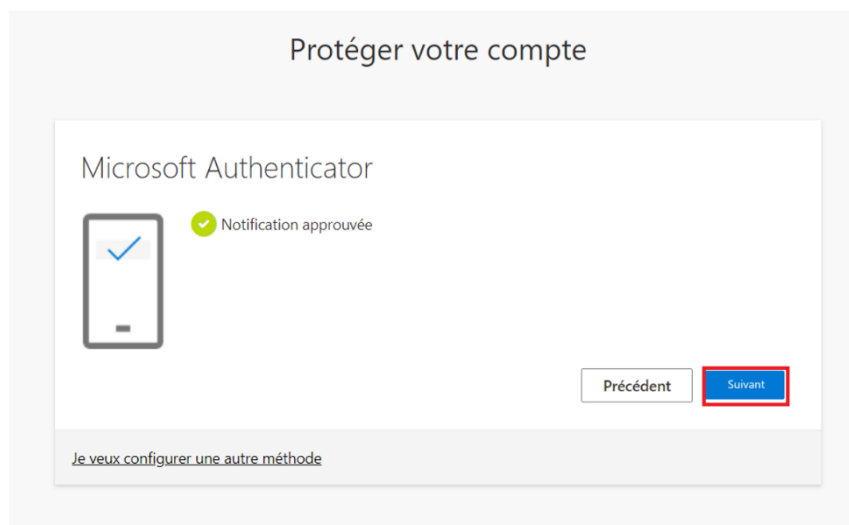 Protéger votre compte
Microsoft Authenticator
Notification approuvée
Précédent
Suivant
Je veux configurer une autre méthode